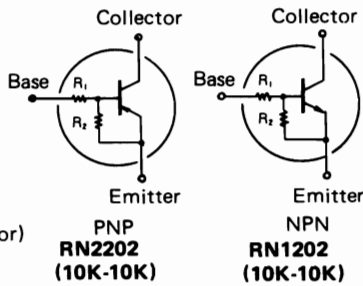 Collector
Base
R₁
R₂
Emitter
or)
PNP
RN2202
(10K-10K)
Collector
Base
R₁
R₂
Emitter
NPN
RN1202
(10K-10K)